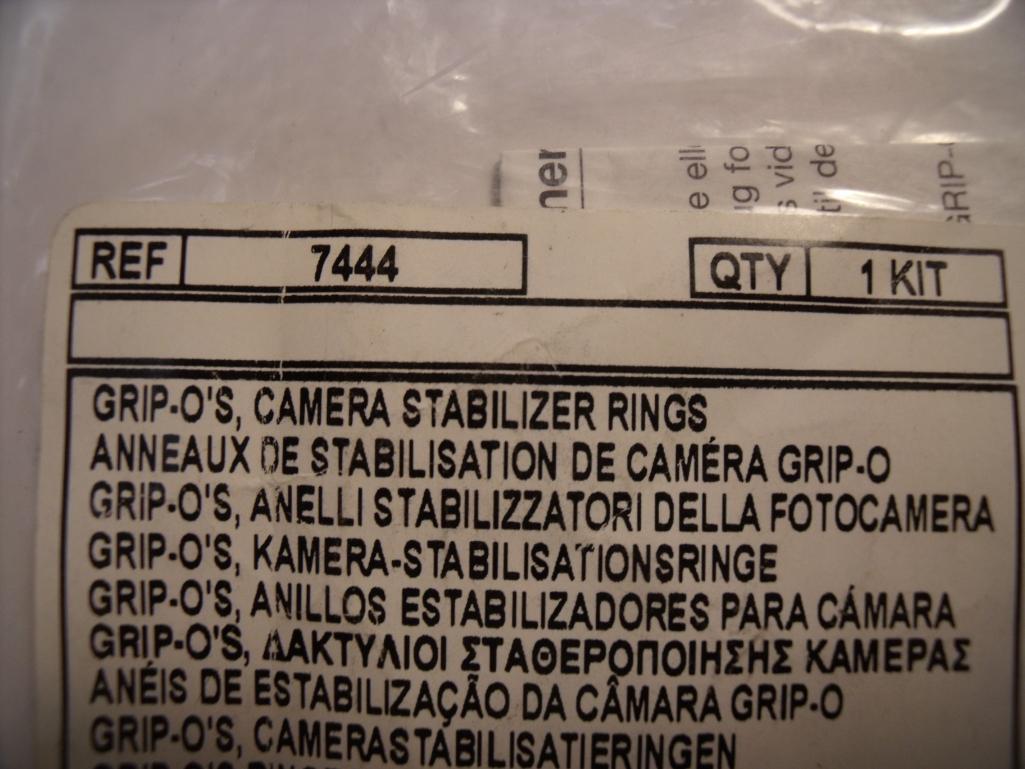 REF 7444 QTY 1 KIT
GRIP-O'S, CAMERA STABILIZER RINGS
ANNEAUX DE STABILISATION DE CAMÉRA GRIP-O
GRIP-O'S, ANELLI STABILIZZATORI DELLA FOTOCAMERA
GRIP-O'S, KAMERA-STABILISATIONSRINGE
GRIP-O'S, ANILLOS ESTABILIZADORES PARA CÁMARA
GRIP-O'S, ΔΑΚΤΥΛΙΟΙ ΣΤΑΘΕΡΟΠΟΙΗΣΗΣ ΚΑΜΕΡΑΣ
ANÉIS DE ESTABILIZAÇÃO DA CÂMARA GRIP-O
GRIP-O'S, CAMERASTABILISATIERINGEN